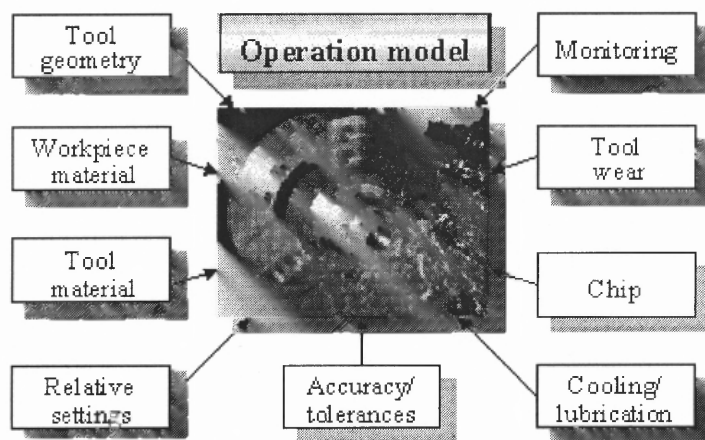 Tool
geometry
Operation model
Monitoring
Workpiece
material
Tool
wear
Tool
material
Chip
Relative
settings
Accuracy/
tolerances
Cooling/
lubrication